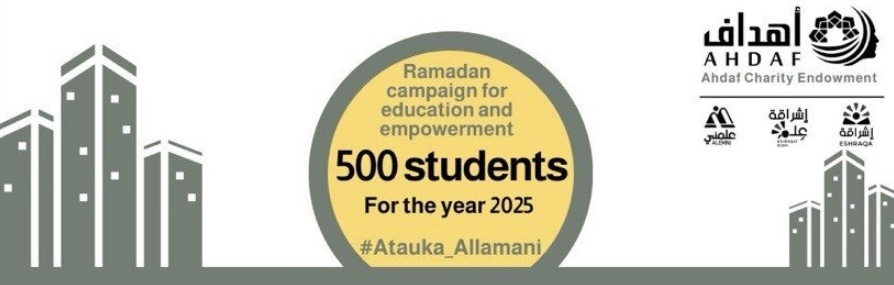 Ramadan
campaign for
education and
empowerment
500 students
For the year 2025
#Atauka_Allamani
أهداف
AHDAF
Ahdaf Charity Endowment
علمني
ALEMNI
إشراقة
علم
إشراقة
ESHRAQA